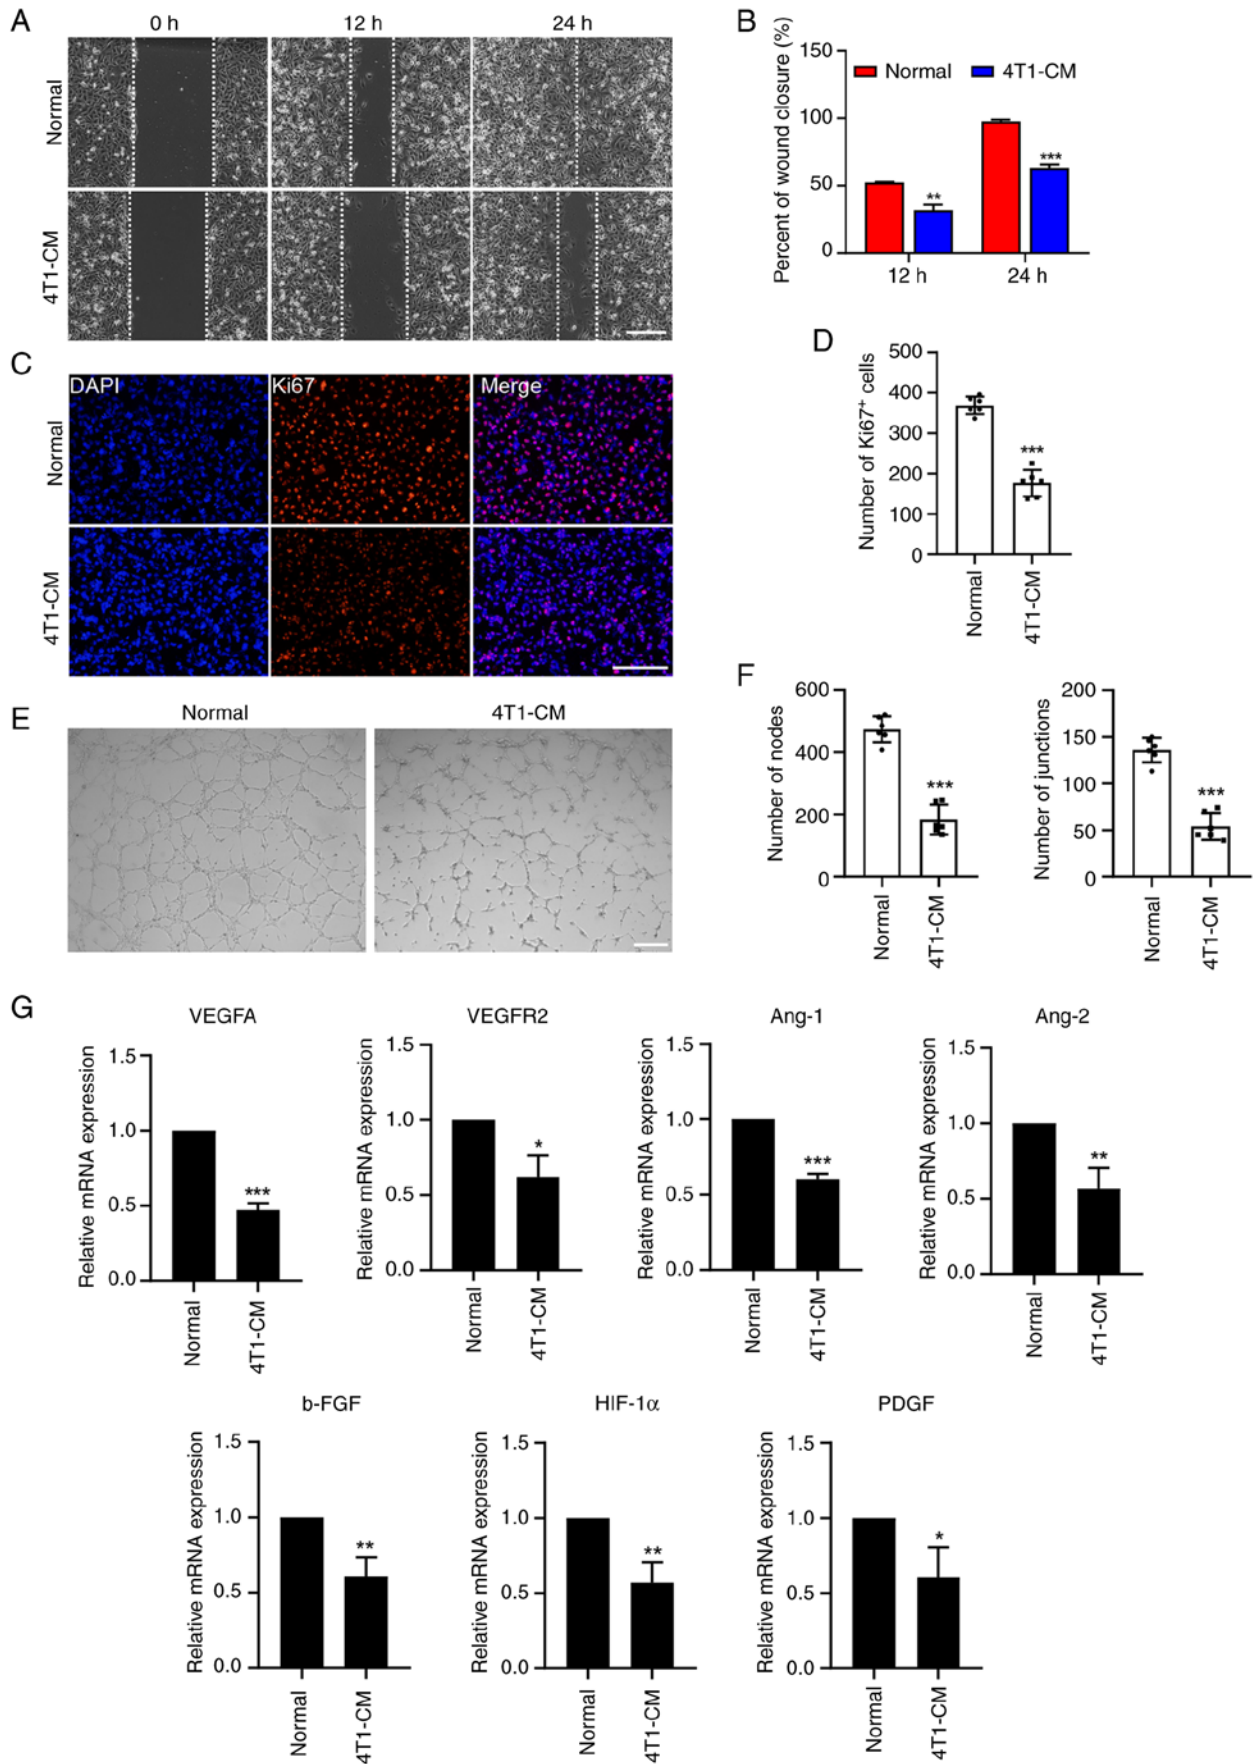 A
0 h
12 h
24 h
Normal
4T1-CM
B
Percent of wound closure (%)
150
100
50
0
Normal
4T1-CM
**
***
12 h
24 h
C
DAPI
Ki67
Merge
Normal
4T1-CM
D
Number of Ki67+ cells
500
400
300
200
100
0
***
Normal
4T1-CM
E
Normal
4T1-CM
F
Number of nodes
600
400
200
0
***
Normal
4T1-CM
Number of junctions
200
150
100
50
0
***
Normal
4T1-CM
G
VEGFA
Relative mRNA expression
1.5
1.0
0.5
0.0
***
Normal
4T1-CM
VEGFR2
Relative mRNA expression
1.5
1.0
0.5
0.0
*
Normal
4T1-CM
Ang-1
Relative mRNA expression
1.5
1.0
0.5
0.0
***
Normal
4T1-CM
Ang-2
Relative mRNA expression
1.5
1.0
0.5
0.0
**
Normal
4T1-CM
b-FGF
Relative mRNA expression
1.5
1.0
0.5
0.0
**
Normal
4T1-CM
HIF-1α
Relative mRNA expression
1.5
1.0
0.5
0.0
**
Normal
4T1-CM
PDGF
Relative mRNA expression
1.5
1.0
0.5
0.0
*
Normal
4T1-CM